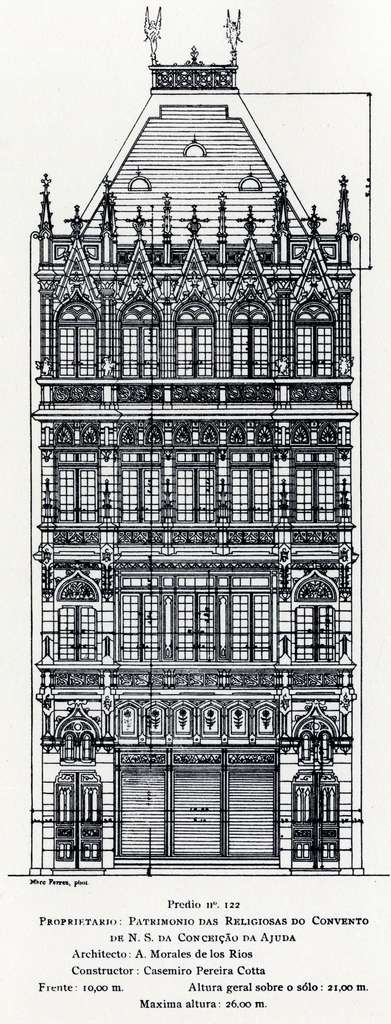 Marc Ferrez, phot.
Predio nº. 122
Proprietario: Patrimonio das Religiosas do Convento
de N. S. da Conceição da Ajuda
Architecto: A. Morales de los Rios
Constructor: Casemiro Pereira Cotta
Frente: 10,00 m. Altura geral sobre o sólo: 21,00 m.
Maxima altura: 26,00 m.